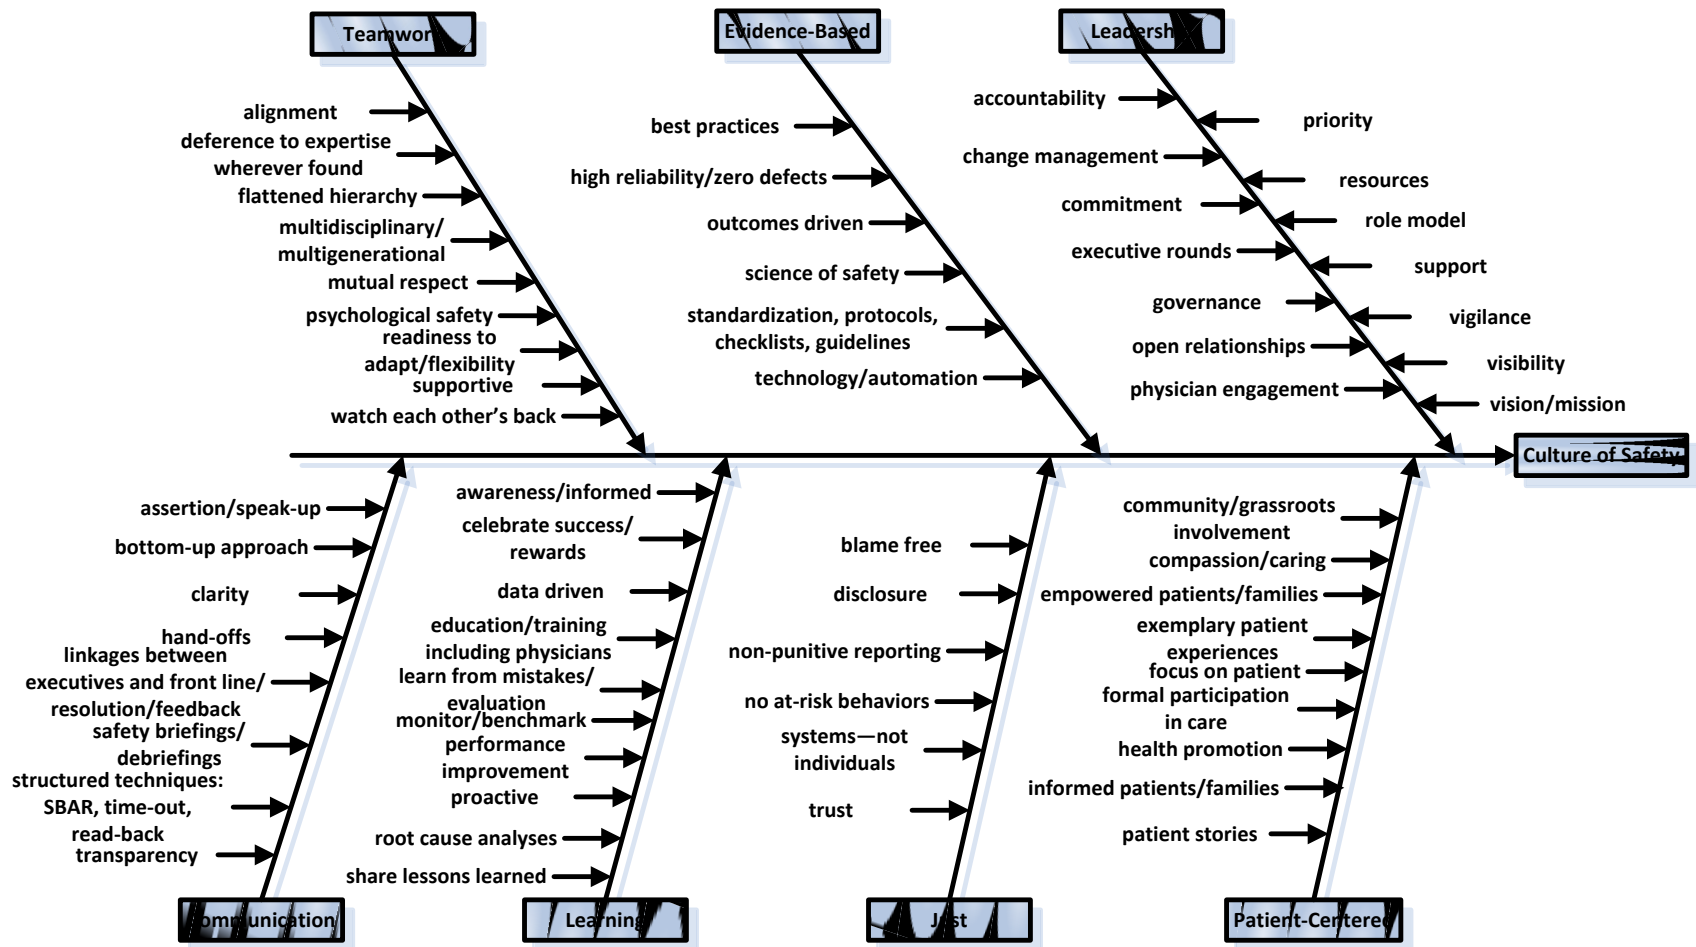 Teamwor
Evidence-Based
Leadersh
alignment
deference to expertise
wherever found
flattened hierarchy
multidisciplinary/
multigenerational
mutual respect
psychological safety
readiness to
adapt/flexibility
supportive
watch each other’s back
best practices
high reliability/zero defects
outcomes driven
science of safety
standardization, protocols,
checklists, guidelines
technology/automation
accountability
change management
commitment
executive rounds
governance
open relationships
physician engagement
priority
resources
role model
support
vigilance
visibility
vision/mission
Culture of Safety
assertion/speak-up
bottom-up approach
clarity
hand-offs
linkages between
executives and front line/
resolution/feedback
safety briefings/
debriefings
structured techniques:
SBAR, time-out,
read-back
transparency
awareness/informed
celebrate success/
rewards
data driven
education/training
including physicians
learn from mistakes/
evaluation
monitor/benchmark
performance
improvement
proactive
root cause analyses
share lessons learned
blame free
disclosure
non-punitive reporting
no at-risk behaviors
systems—not
individuals
trust
community/grassroots
involvement
compassion/caring
empowered patients/families
exemplary patient
experiences
focus on patient
formal participation
in care
health promotion
informed patients/families
patient stories
ommunication
Learning
Just
Patient-Centered